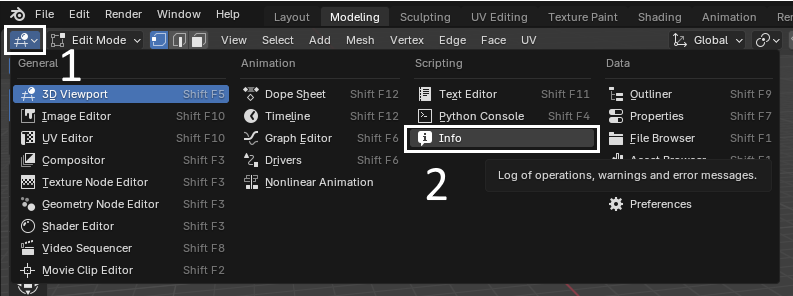 File Edit Render Window Help Layout Modeling Sculpting UV Editing Texture Paint Shading Animation
Edit Mode View Select Add Mesh Vertex Edge Face UV Global
1
General Animation Scripting Data
3D Viewport Shift F5 Dope Sheet Shift F12 Text Editor Shift F11 Outliner Shift F9
Image Editor Shift F10 Timeline Shift F12 Python Console Shift F4 Properties Shift F7
UV Editor Shift F10 Graph Editor Shift F6 Info File Browser Shift F1
Compositor Shift F3 Drivers Shift F6
Texture Node Editor Shift F3 Nonlinear Animation 2 Log of operations, warnings and error messages.
Geometry Node Editor Shift F3 Preferences
Shader Editor Shift F3
Video Sequencer Shift F8
Movie Clip Editor Shift F2